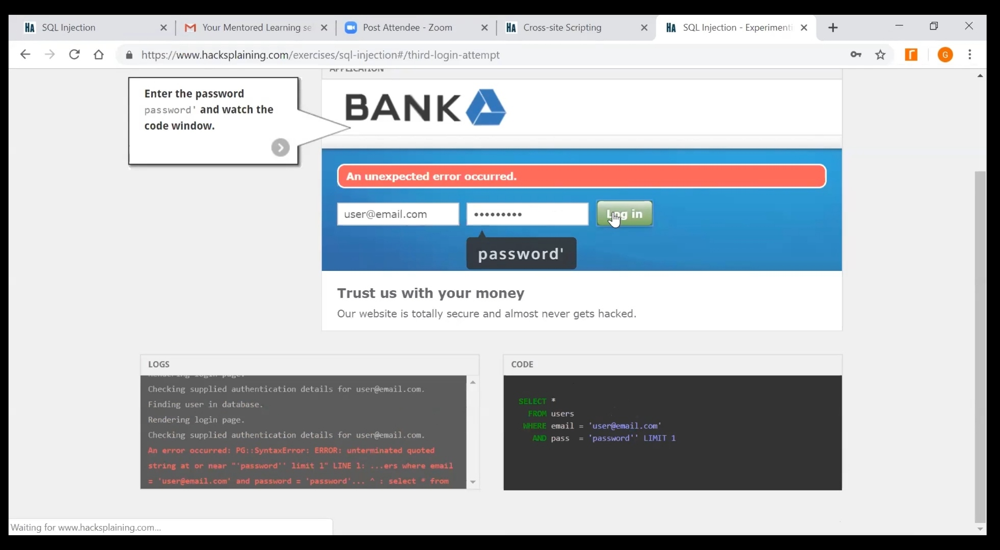 HA SQL Injection
Your Mentored Learning se
Post Attendee - Zoom
HA Cross-site Scripting
HA SQL Injection - Experimenti
https://www.hacksplaining.com/exercises/sql-injection#/third-login-attempt
G
APPLICATION
Enter the password
password' and watch the
code window.
BANK
An unexpected error occurred.
user@email.com
•••••••••
Log in
password'
Trust us with your money
Our website is totally secure and almost never gets hacked.
LOGS
Rendering login page.
Checking supplied authentication details for user@email.com.
Finding user in database.
Rendering login page.
Checking supplied authentication details for user@email.com.
An error occurred: PG::SyntaxError: ERROR: unterminated quoted
string at or near "'password'' limit 1" LINE 1: ...ers where email
= 'user@email.com' and password = 'password'... ^ : select * from
CODE
SELECT *
FROM users
WHERE email = 'user@email.com'
AND pass = 'password'' LIMIT 1
Waiting for www.hacksplaining.com...